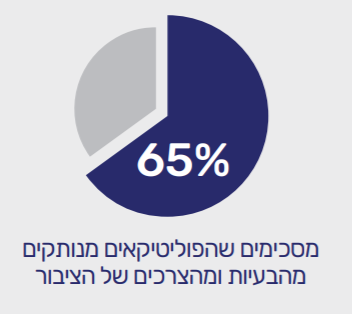 65%
מסכימים שהפוליטיקאים מנותקים
מהבעיות ומהצרכים של הציבור